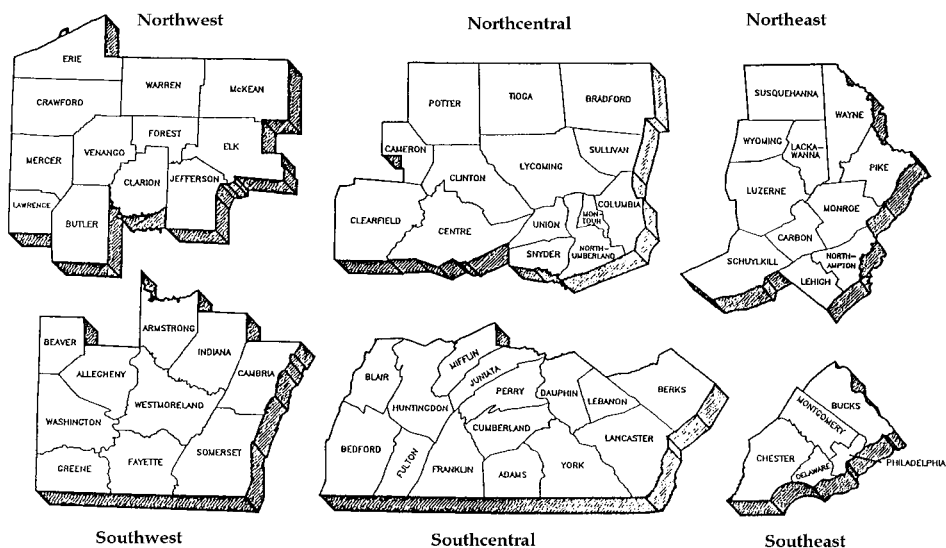 Northwest
ERIE
WARREN
McKEAN
CRAWFORD
FOREST
VENANGO
ELK
MERCER
CLARION
JEFFERSON
LAWRENCE
BUTLER
Northcentral
POTTER
TIOGA
BRADFORD
CAMERON
SULLIVAN
LYCOMING
CLINTON
CLEARFIELD
COLUMBIA
MON-
TOUR
CENTRE
UNION
NORTH-
UMBERLAND
SNYDER
Northeast
SUSQUEHANNA
WAYNE
WYOMING
LACKA-
WANNA
PIKE
LUZERNE
MONROE
CARBON
SCHUYLKILL
NORTH-
AMPTON
LEHIGH
ARMSTRONG
BEAVER
INDIANA
ALLEGHENY
CAMBRIA
WESTMORELAND
WASHINGTON
SOMERSET
GREENE
FAYETTE
Southwest
MIFFLIN
BLAIR
JUNIATA
PERRY
DAUPHIN
BERKS
LEBANON
HUNTINGDON
CUMBERLAND
LANCASTER
BEDFORD
FULTON
FRANKLIN
ADAMS
YORK
Southcentral
BUCKS
MONTGOMERY
CHESTER
DELAWARE
PHILADELPHIA
Southeast